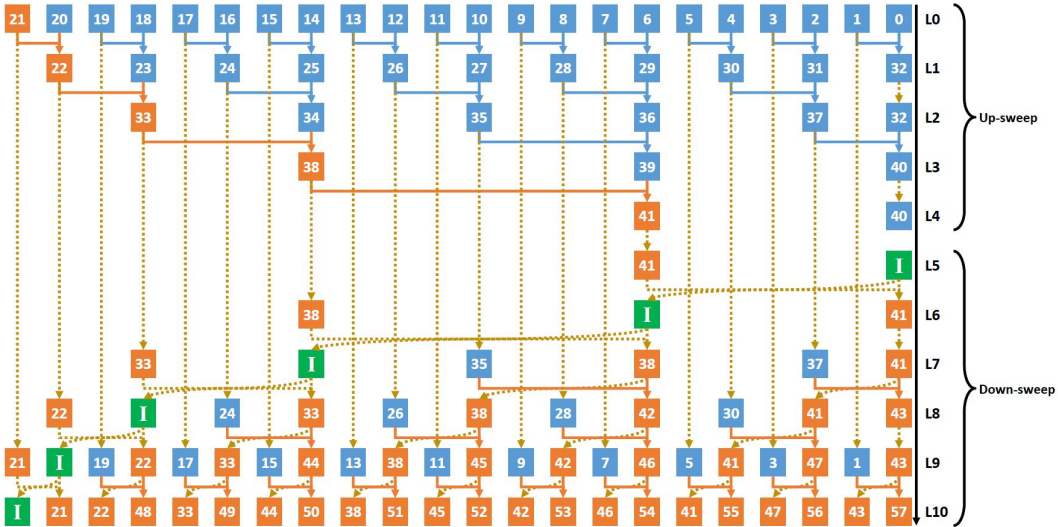 21 20 19 18 17 16 15 14 13 12 11 10 9 8 7 6 5 4 3 2 1 0 L0
22 23 24 25 26 27 28 29 30 31 32 L1
33 34 35 36 37 32 L2
Up-sweep
38 39 40 L3
41 40 L4
41 I L5
38 I 41 L6
33 I 35 38 37 41 L7
Down-sweep
22 I 24 33 26 38 28 42 30 41 43 L8
21 I 19 22 17 33 15 44 13 38 11 45 9 42 7 46 5 41 3 47 1 43 L9
I 21 22 48 33 49 44 50 38 51 45 52 42 53 46 54 41 55 47 56 43 57 L10